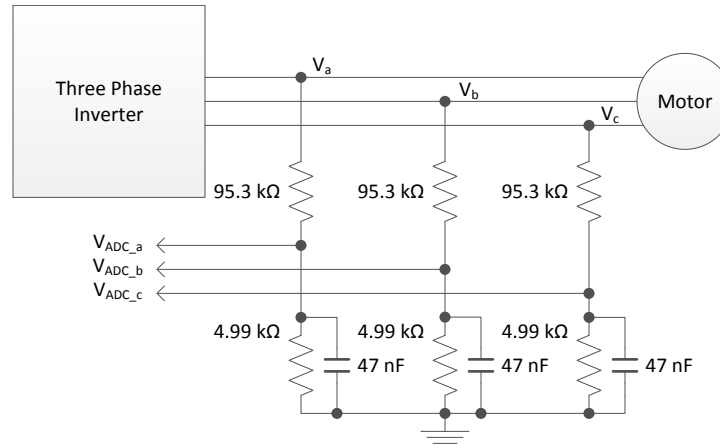 Three Phase
Inverter
Va
Vb
Vc
Motor
95.3 kΩ
95.3 kΩ
95.3 kΩ
VADC_a
VADC_b
VADC_c
4.99 kΩ
4.99 kΩ
4.99 kΩ
47 nF
47 nF
47 nF